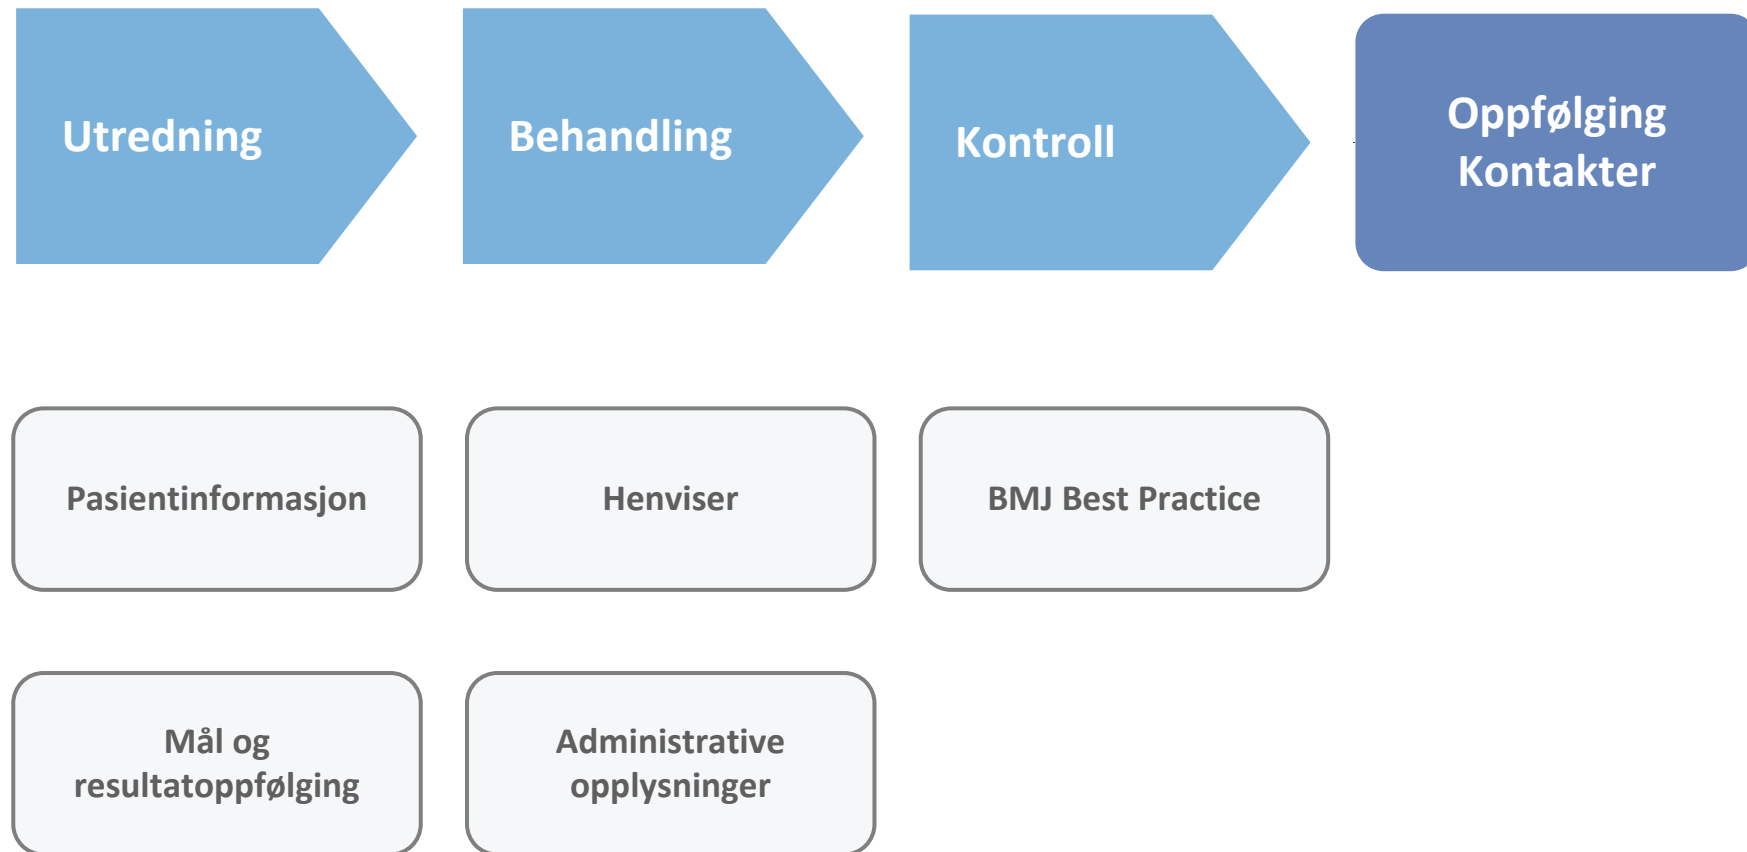 Utredning
Behandling
Kontroll
Oppfølging
Kontakter
Pasientinformasjon
Henviser
BMJ Best Practice
Mål og
resultatoppfølging
Administrative
opplysninger